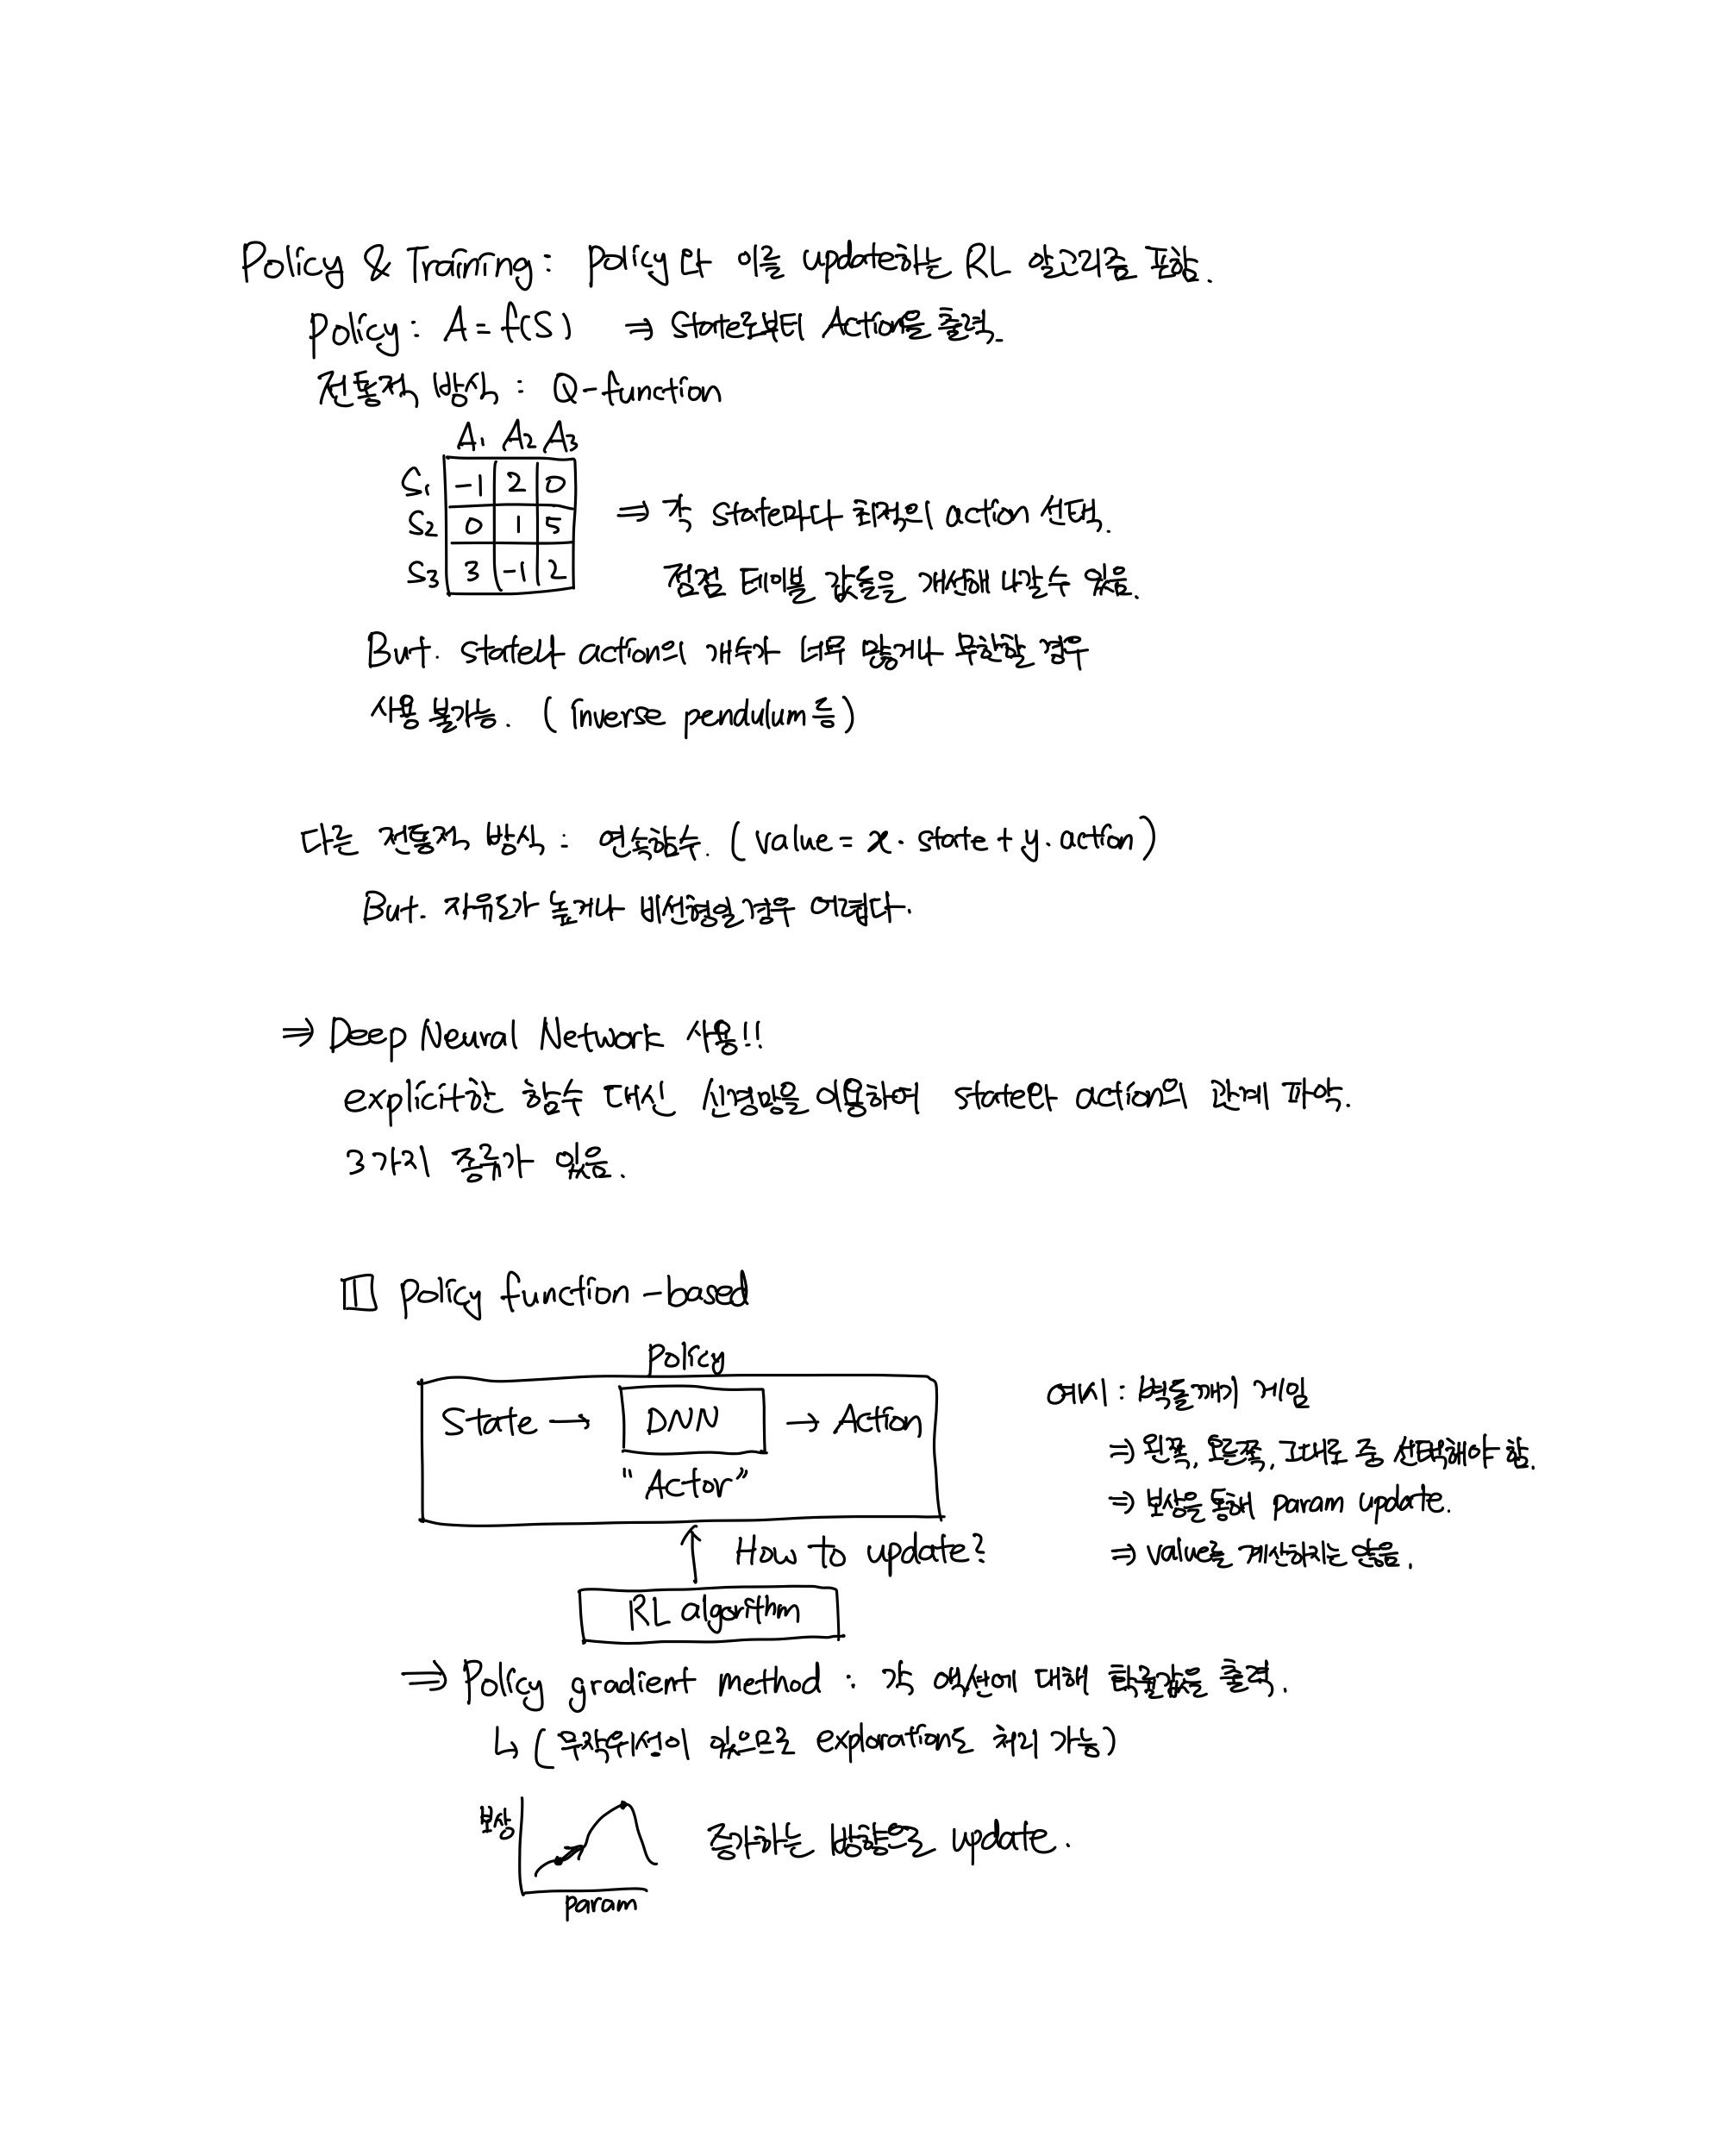 Policy & Training : policy와 이를 update하는 RL 알고리즘 포함.
policy : A = f(S) ⇒ state로부터 Action을 출력.
전통적 방식 : Q-function
A1 A2 A3
S1 -1 2 0
S2 0 1 5
S3 3 -1 2
⇒ 각 state마다 최적의 action 선택.
점점 테이블 값들을 개선해 나갈수 있음.
But. state나 action의 개수가 너무 많거나 무한할 경우
사용 불가능. (inverse pendulum 등)
다른 전통적 방식 : 연속함수. (value = x · state + y · action)
But. 자유도가 높거나 비선형일 경우 어렵다.
⇒ Deep Neural Network 사용!!
explicit한 함수 대신 신경망을 이용하여 state와 action의 관계 파악.
3가지 종류가 있음.
1 policy function-based
policy
State → DNN → Action
"Actor"
↑ How to update?
RL algorithm
예시 : 벽돌깨기 게임
⇒ 왼쪽, 오른쪽, 그대로 중 선택해야 함.
⇒ 보상을 통해 param update.
⇒ value를 계산하지는 않음.
⇒ Policy gradient method : 각 액션에 대해 확률값을 출력.
↳ (무작위성이 있으므로 exploration도 처리 가능)
보상
param
증가하는 방향으로 update.